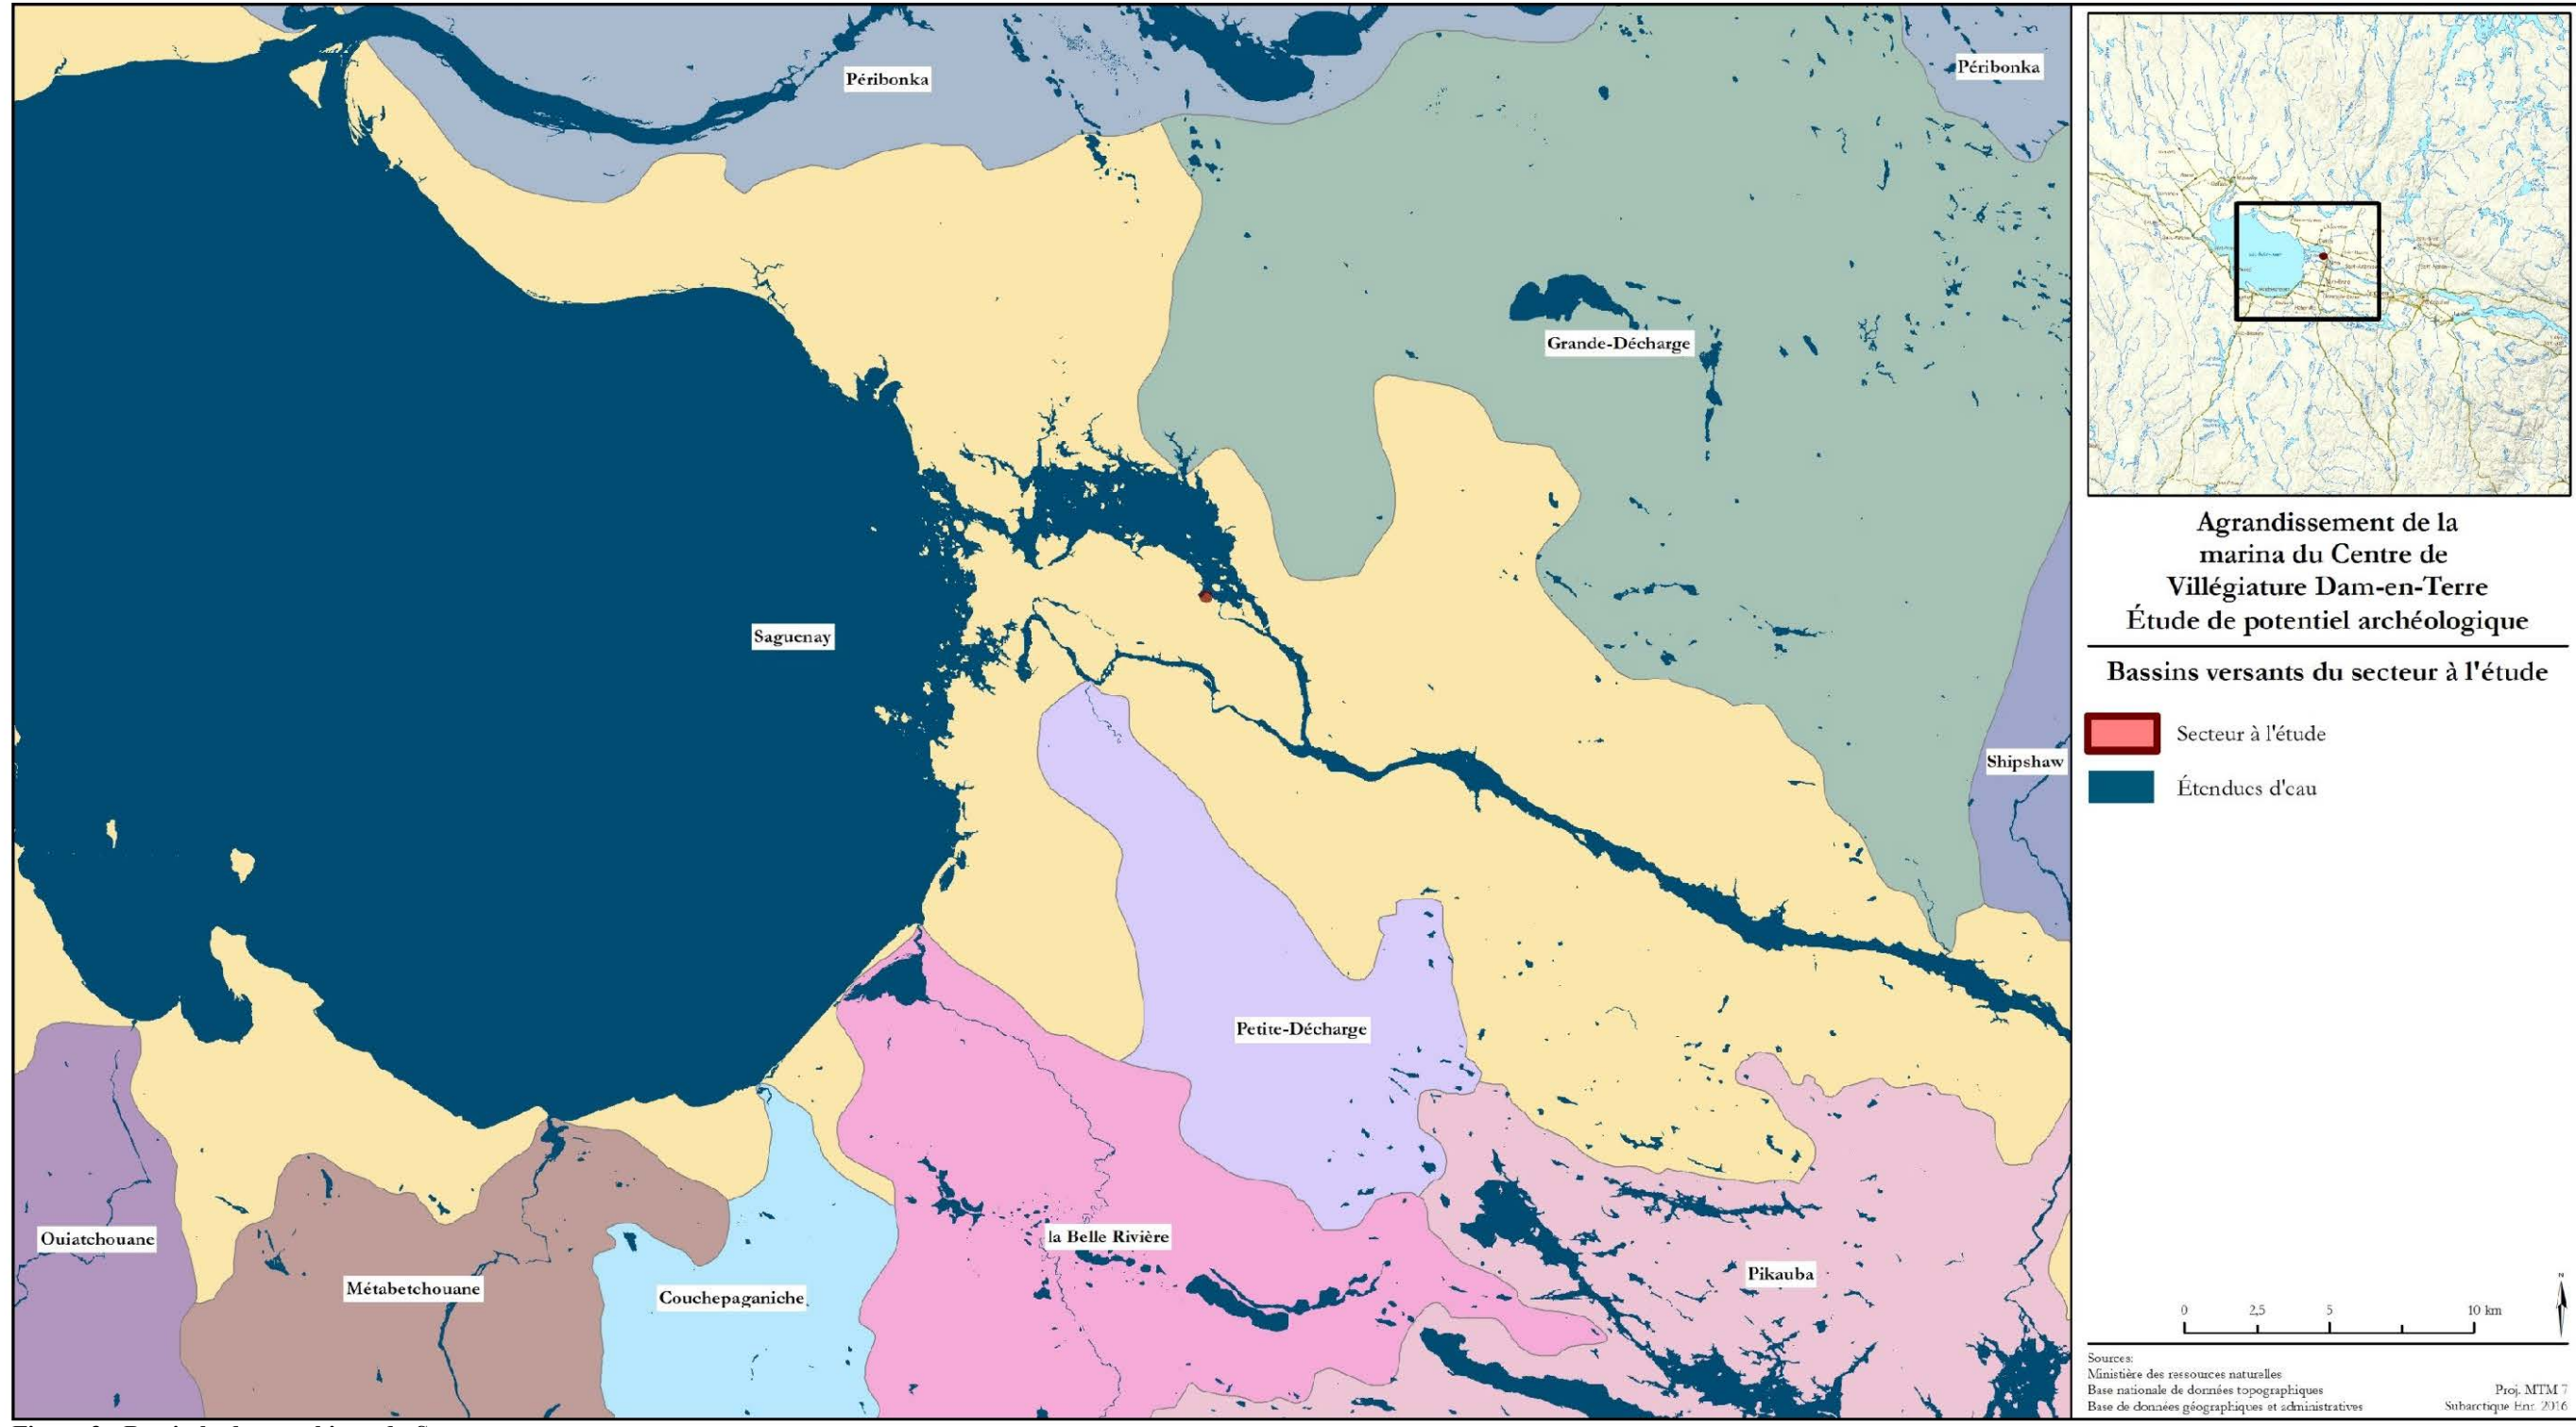 Péribonka
Péribonka
Grande-Décharge
Saguenay
Shipshaw
Petite-Décharge
Ouiatchouane
Métabetchouane
Couchepaganiche
la Belle Rivière
Pikauba
Agrandissement de la
marina du Centre de
Villégiature Dam-en-Terre
Étude de potentiel archéologique
Bassins versants du secteur à l'étude
Secteur à l'étude
Étendues d'eau
N
0 2,5 5 10 km
Sources:
Ministière des ressources naturelles
Base nationale de données topographiques
Base de données géographiques et administratives
Proj. MTM 7
Subarctique Enr. 2016